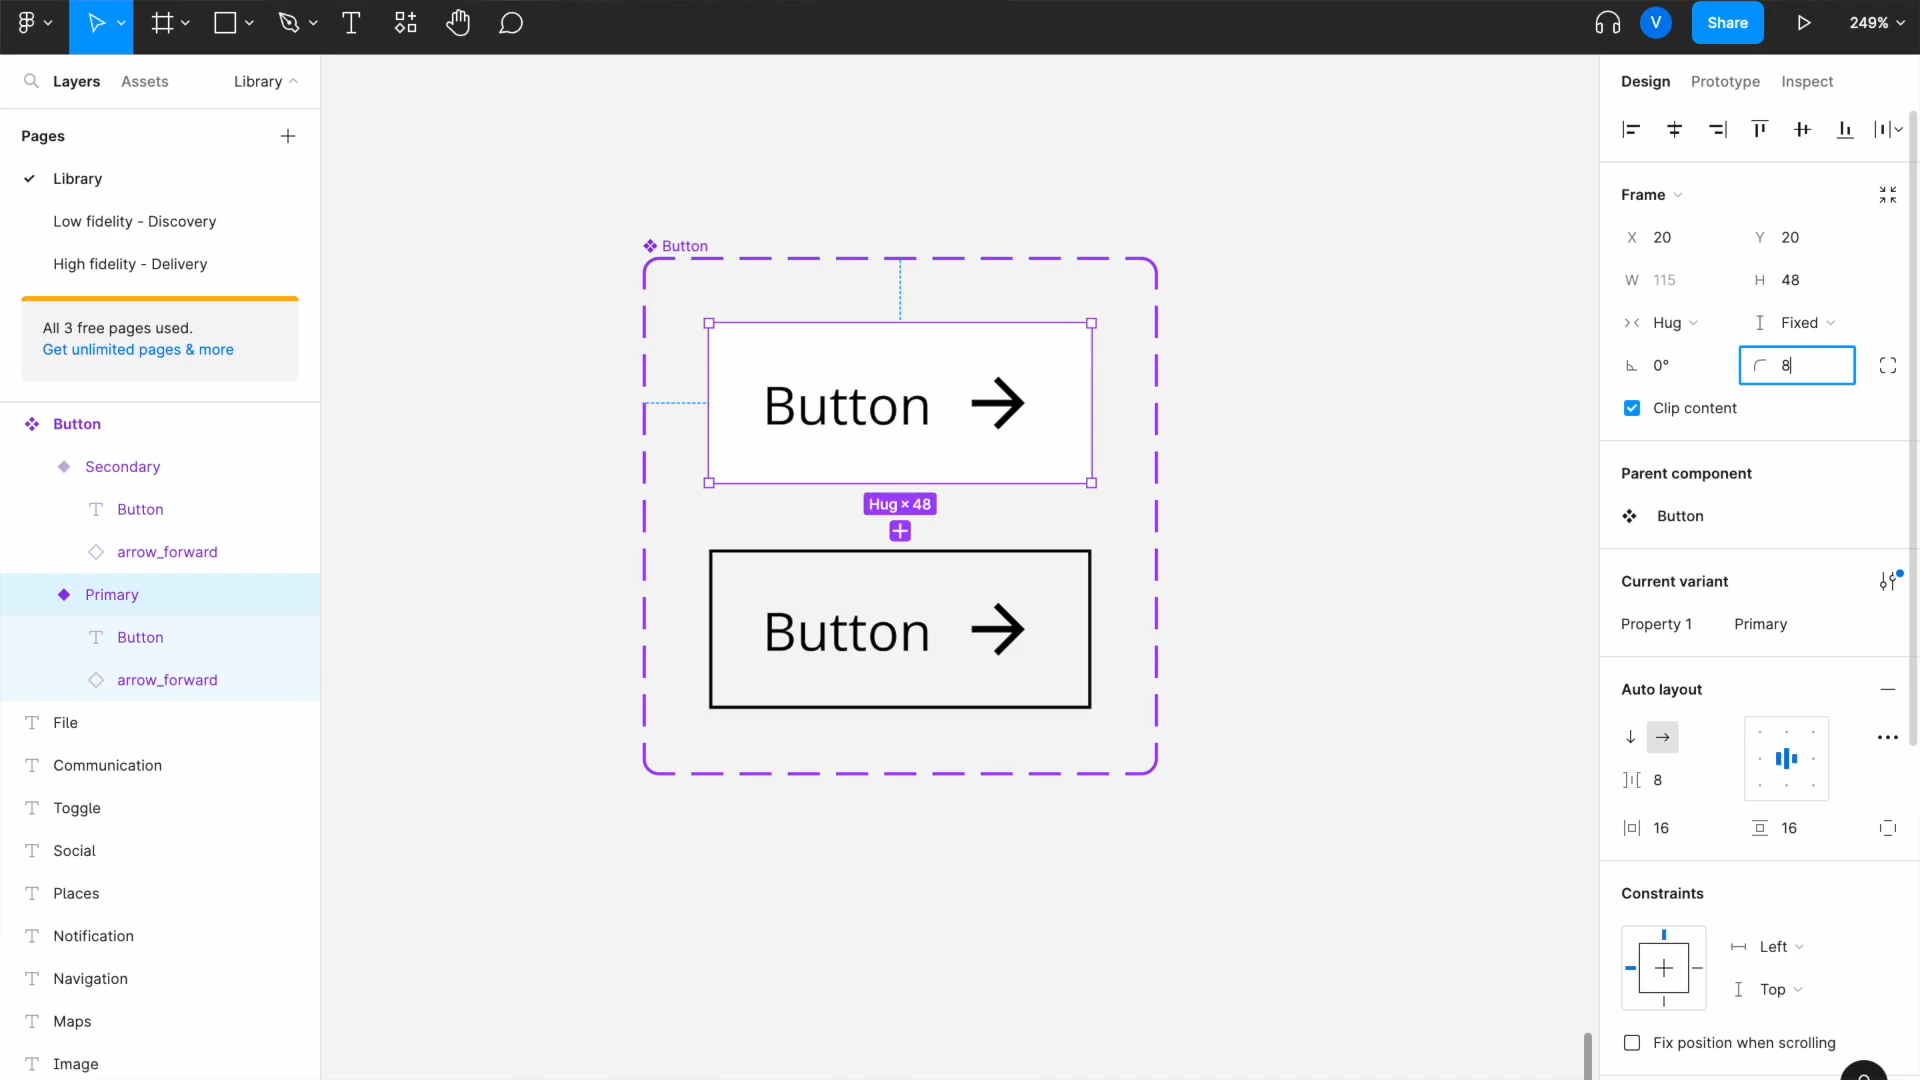 V
Share
249%
Layers
Assets
Library
Pages
Library
Low fidelity - Discovery
High fidelity - Delivery
All 3 free pages used.
Get unlimited pages & more
Button
Secondary
Button
arrow_forward
Primary
Button
arrow_forward
File
Communication
Toggle
Social
Places
Notification
Navigation
Maps
Image
Button
Button
Hug × 48
Button
Design
Prototype
Inspect
Frame
X 20
Y 20
W 115
H 48
Hug
Fixed
0°
8
Clip content
Parent component
Button
Current variant
Property 1
Primary
Auto layout
8
16
16
Constraints
Left
Top
Fix position when scrolling